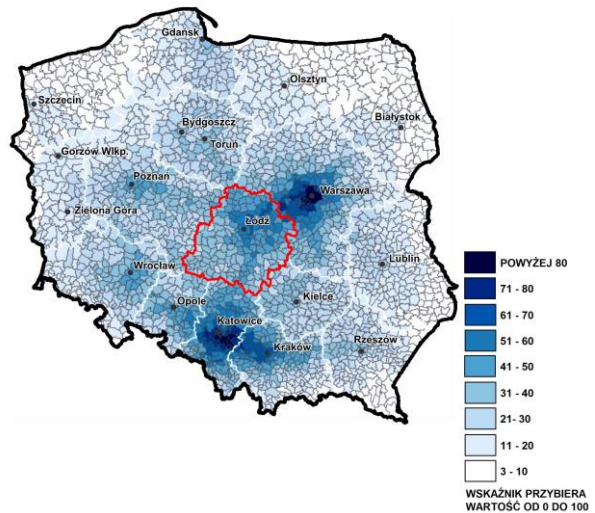 Gdańsk
Olsztyn
Szczecin
Białystok
Bydgoszcz
Toruń
Gorzów Wlkp.
Poznań
Warszawa
Zielona Góra
Łódź
Wrocław
Lublin
Opole
Kielce
Katowice
Kraków
Rzeszów
POWYŻEJ 80
71 - 80
61 - 70
51 - 60
41 - 50
31 - 40
21- 30
11 - 20
3 - 10
WSKAŹNIK PRZYBIERA
WARTOŚĆ OD 0 DO 100